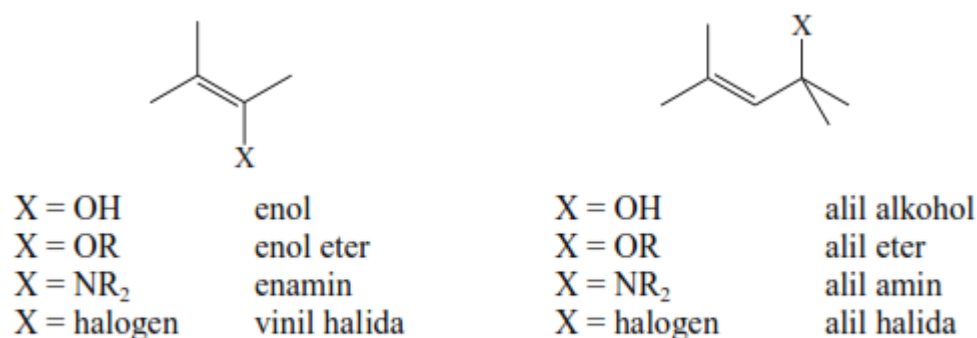 X
X
X = OH enol
X = OR enol eter
X = NR₂ enamin
X = halogen vinil halida
X = OH alil alkohol
X = OR alil eter
X = NR₂ alil amin
X = halogen alil halida